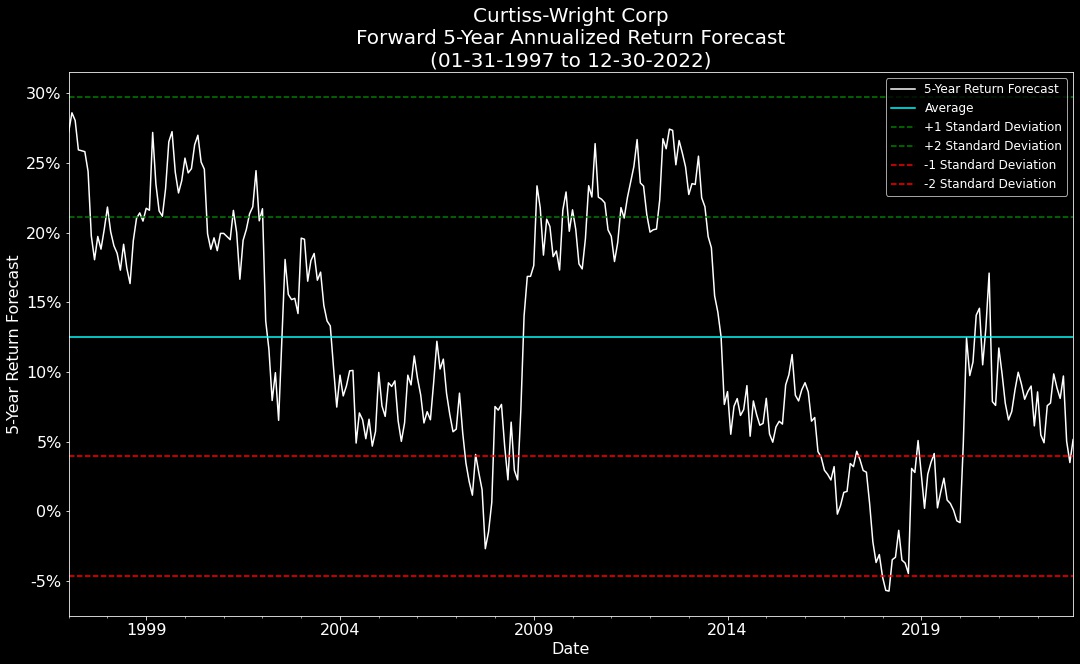 Curtiss-Wright Corp
Forward 5-Year Annualized Return Forecast
(01-31-1997 to 12-30-2022)
5-Year Return Forecast
Average
+1 Standard Deviation
+2 Standard Deviation
-1 Standard Deviation
-2 Standard Deviation
30%
25%
20%
15%
10%
5%
0%
-5%
5-Year Return Forecast
1999
2004
2009
2014
2019
Date